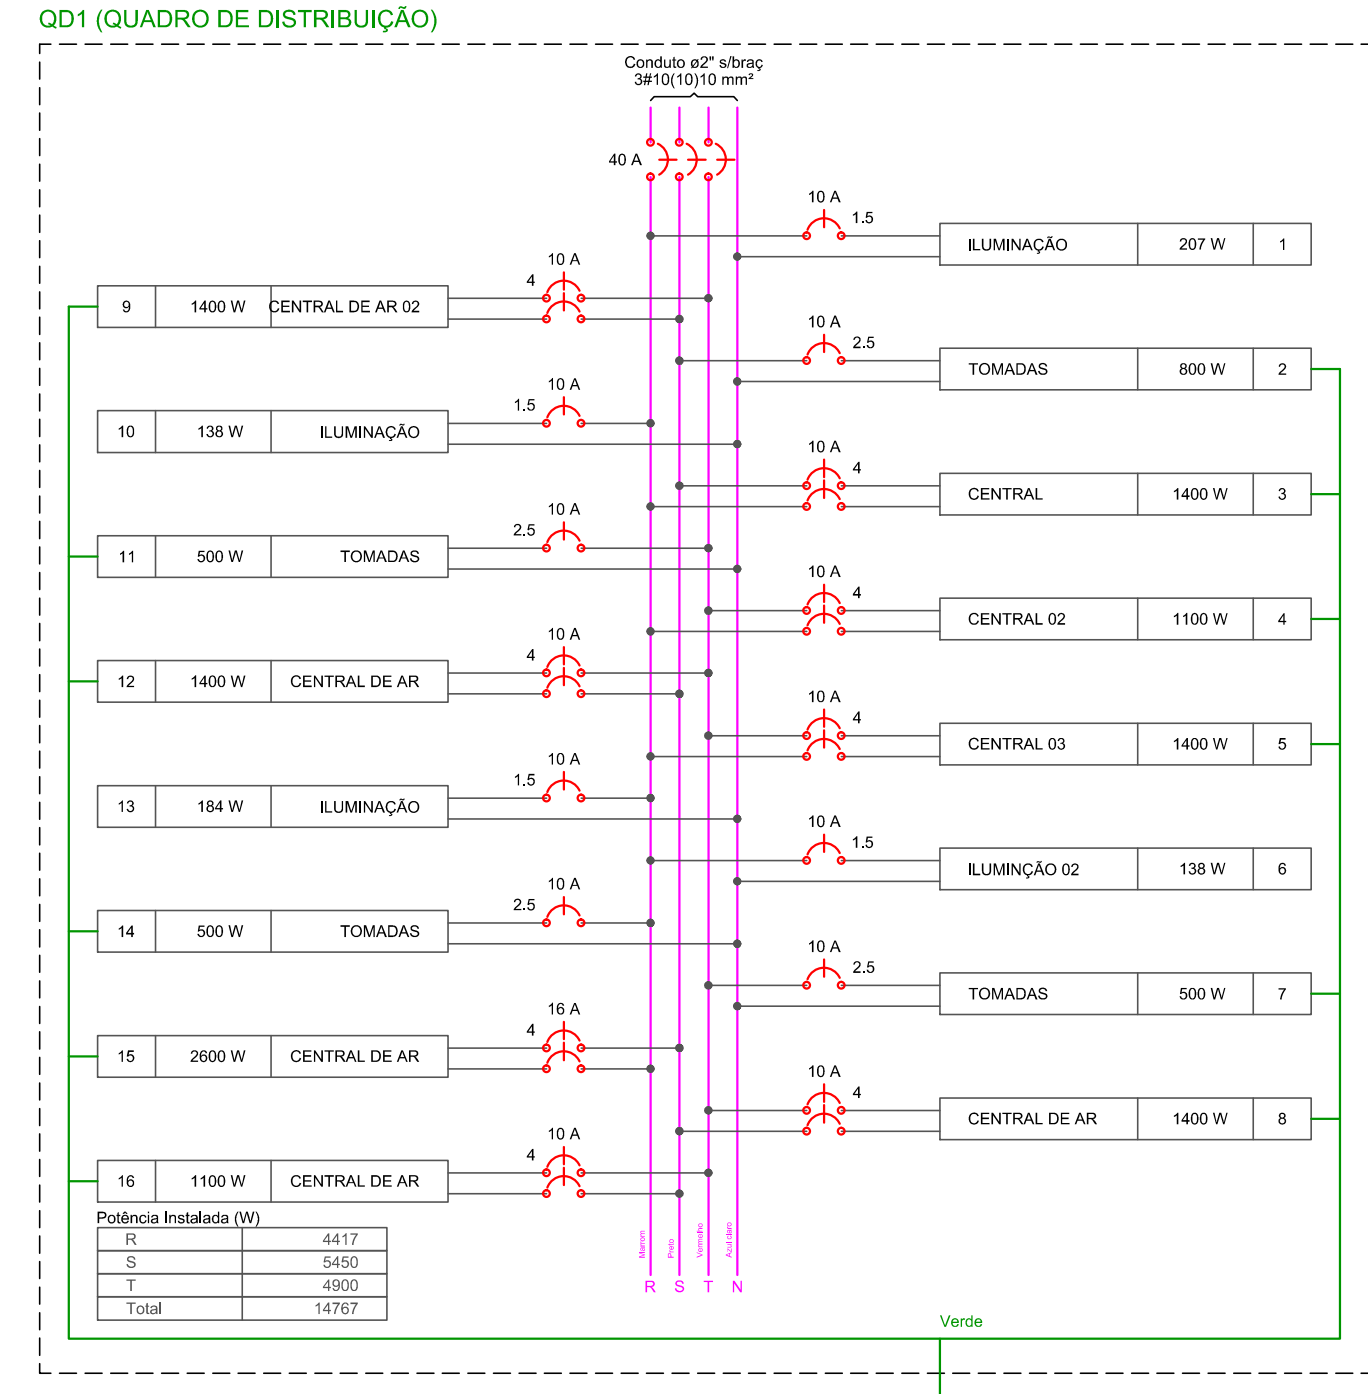 QD1 (QUADRO DE DISTRIBUIÇÃO)
Conduto ø2" s/braç
3#10(10)10 mm²
40 A
10 A
1.5
ILUMINAÇÃO 207 W 1
10 A
4
9 1400 W CENTRAL DE AR 02
10 A
2.5
TOMADAS 800 W 2
10 A
1.5
10 138 W ILUMINAÇÃO
10 A
4
CENTRAL 1400 W 3
10 A
2.5
11 500 W TOMADAS
10 A
4
CENTRAL 02 1100 W 4
10 A
4
12 1400 W CENTRAL DE AR
10 A
4
CENTRAL 03 1400 W 5
10 A
1.5
13 184 W ILUMINAÇÃO
10 A
1.5
ILUMINÇÃO 02 138 W 6
10 A
2.5
14 500 W TOMADAS
10 A
2.5
TOMADAS 500 W 7
16 A
4
15 2600 W CENTRAL DE AR
10 A
4
CENTRAL DE AR 1400 W 8
10 A
4
16 1100 W CENTRAL DE AR
Potência Instalada (W)
R 4417
S 5450
T 4900
Total 14767
Marrom Preto Vermelho Azul claro
R S T N
Verde